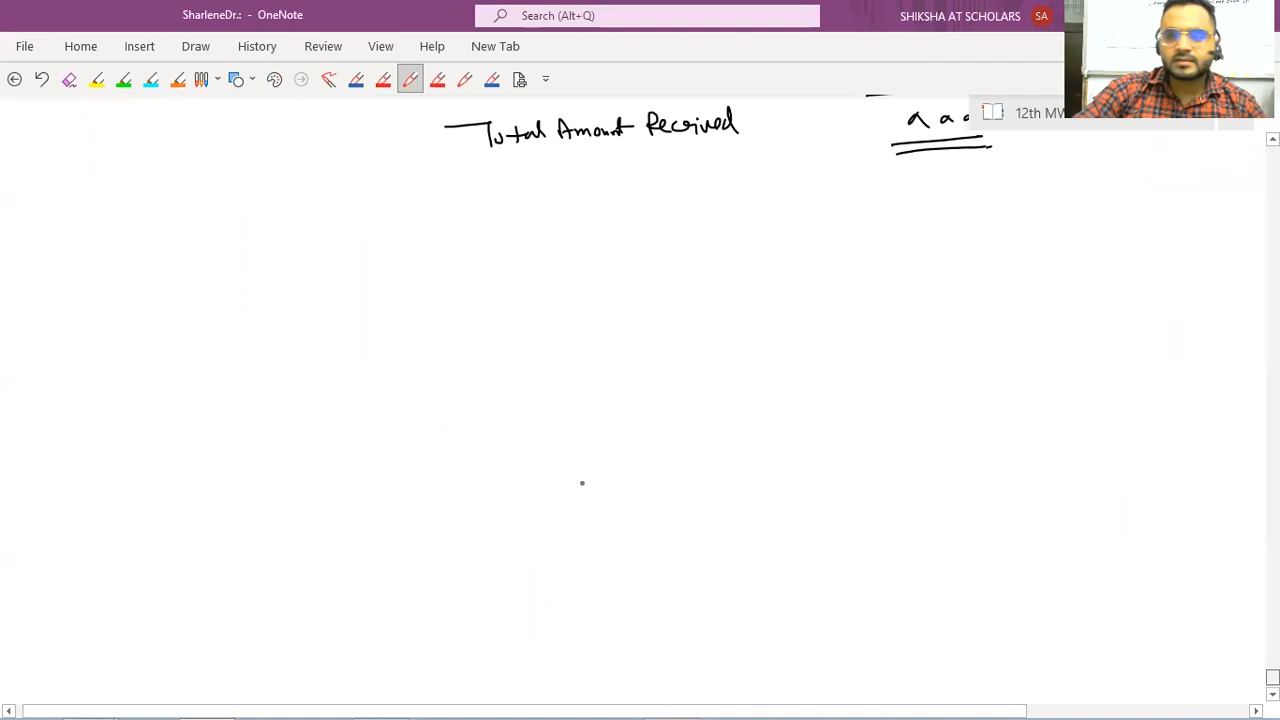 SharleneDr.: - OneNote
Search (Alt+Q)
SHIKSHA AT SCHOLARS
SA
File Home Insert Draw History Review View Help New Tab
12th MW
Total Amount Received
a a a